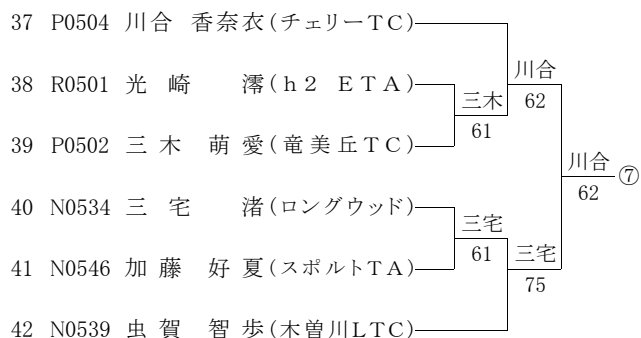 37 P0504 川合 香奈衣(チェリーTC)
川合
38 R0501 光崎 澪(h2 ETA)
三木
62
61
39 P0502 三木 萌愛(竜美丘TC)
川合
⑦
62
40 N0534 三宅 渚(ロングウッド)
三宅
61
三宅
41 N0546 加藤 好夏(スポルトTA)
75
42 N0539 虫賀 智歩(木曽川LTC)